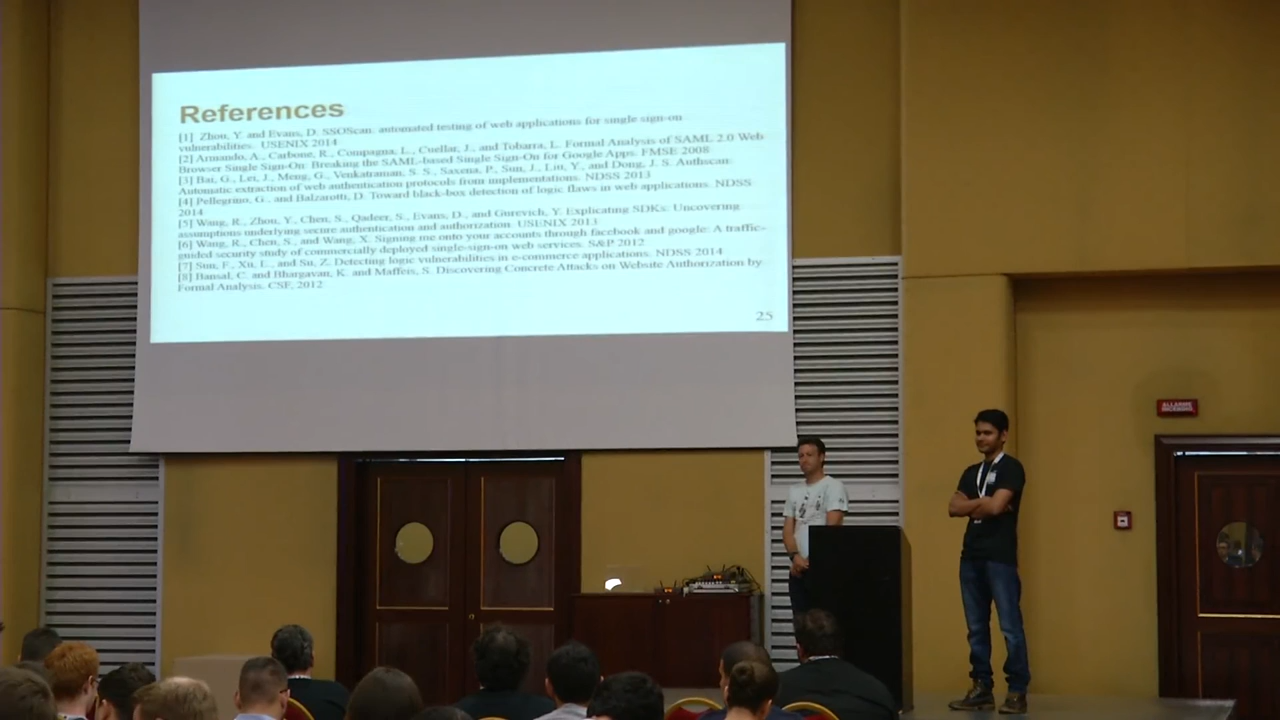 References
[1] Zhou, Y. and Evans, D. SSOScan: automated testing of web applications for single sign-on
vulnerabilities. USENIX 2014
[2] Armando, A., Carbone, R., Compagna, L., Cuellar, J., and Tobarra, L. Formal Analysis of SAML 2.0 Web
Browser Single Sign-On: Breaking the SAML-based Single Sign-On for Google Apps. FMSE 2008
[3] Bai, G., Lei, J., Meng, G., Venkatraman, S. S., Saxena, P., Sun, J., Liu, Y., and Dong, J. S. Authscan:
Automatic extraction of web authentication protocols from implementations. NDSS 2013
[4] Pellegrino, G., and Balzarotti, D. Toward black-box detection of logic flaws in web applications. NDSS
2014
[5] Wang, R., Zhou, Y., Chen, S., Qadeer, S., Evans, D., and Gurevich, Y. Explicating SDKs: Uncovering
assumptions underlying secure authentication and authorization. USENIX 2013
[6] Wang, R., Chen, S., and Wang, X. Signing me onto your accounts through facebook and google: A traffic-
guided security study of commercially deployed single-sign-on web services. S&P 2012
[7] Sun, F., Xu, L., and Su, Z. Detecting logic vulnerabilities in e-commerce applications. NDSS 2014
[8] Bansal, C. and Bhargavan, K. and Maffeis, S. Discovering Concrete Attacks on Website Authorization by
Formal Analysis. CSF, 2012
25
ALLARME
INCENDIO